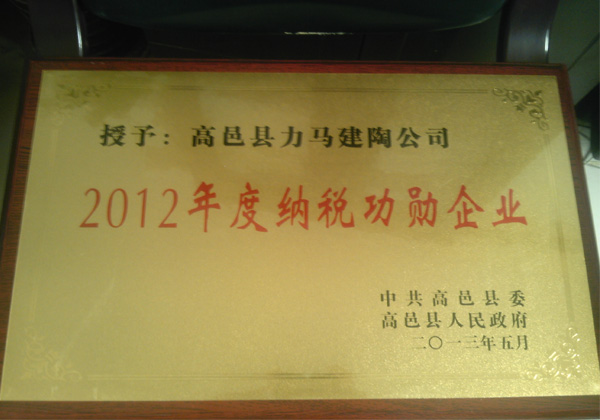 授予：高邑县力马建陶公司
2012年度纳税功勋企业
中共高邑县委
高邑县人民政府
二〇一三年五月